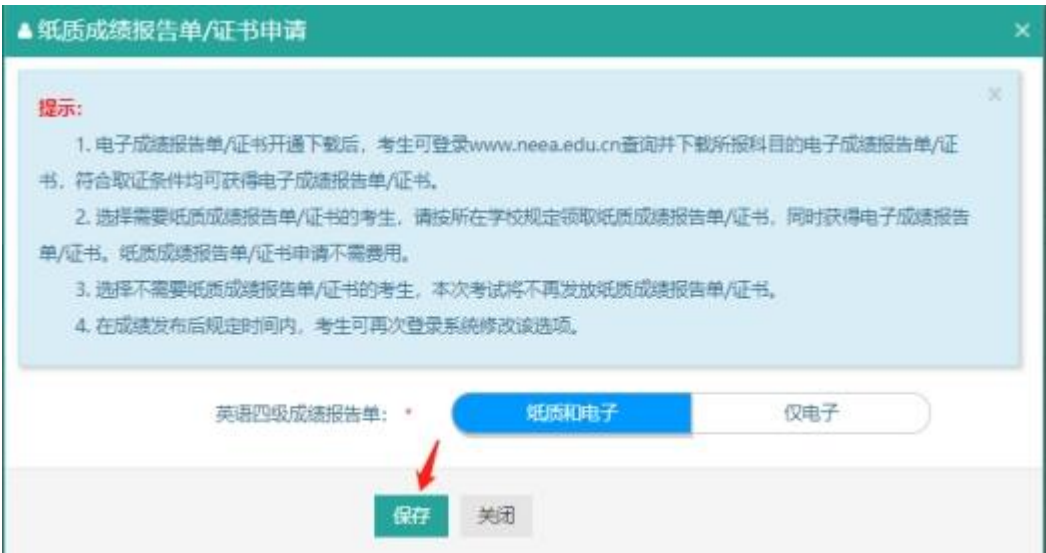 纸质成绩报告单/证书申请 ×
×
提示:
1. 电子成绩报告单/证书开通下载后，考生可登录www.neea.edu.cn查询并下载所报科目的电子成绩报告单/证
书，符合取证条件均可获得电子成绩报告单/证书。
2. 选择需要纸质成绩报告单/证书的考生，请按所在学校规定领取纸质成绩报告单/证书，同时获得电子成绩报告
单/证书。纸质成绩报告单/证书申请不需费用。
3. 选择不需要纸质成绩报告单/证书的考生，本次考试将不再发放纸质成绩报告单/证书。
4. 在成绩发布后规定时间内，考生可再次登录系统修改该选项。
英语四级成绩报告单: * 纸质和电子 仅电子
保存 关闭